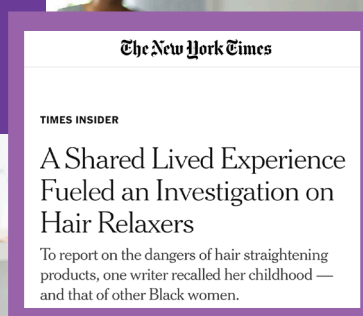 The New York Times
TIMES INSIDER
A Shared Lived Experience
Fueled an Investigation on
Hair Relaxers
To report on the dangers of hair straightening
products, one writer recalled her childhood —
and that of other Black women.